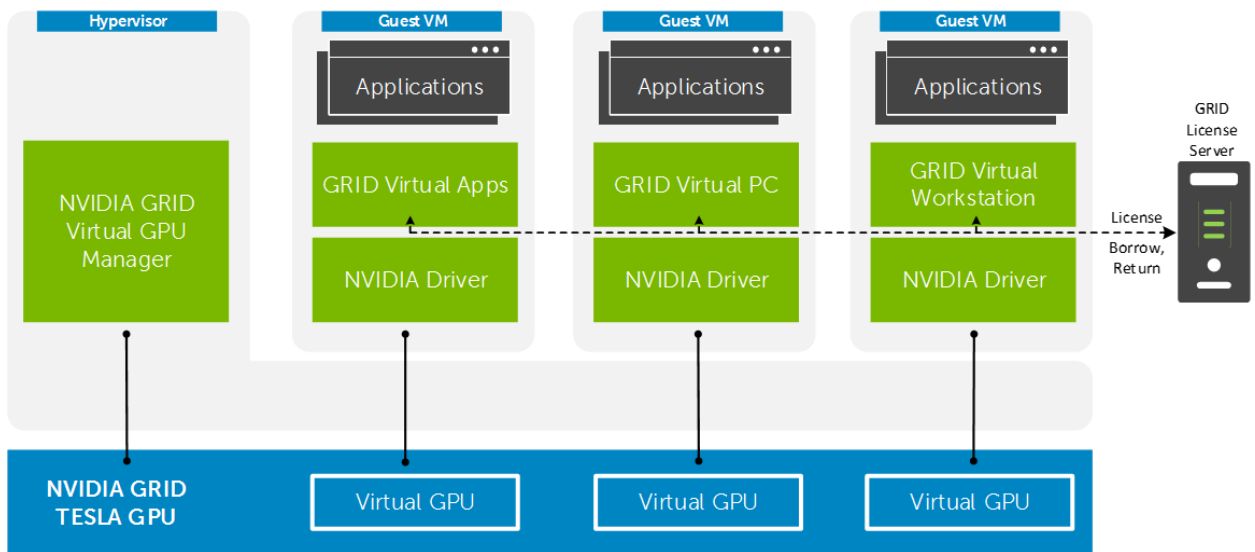 Hypervisor
Guest VM
Guest VM
Guest VM
Applications
Applications
Applications
GRID
License
Server
NVIDIA GRID
Virtual GPU
Manager
GRID Virtual Apps
GRID Virtual PC
GRID Virtual
Workstation
License
Borrow,
Return
NVIDIA Driver
NVIDIA Driver
NVIDIA Driver
NVIDIA GRID
TESLA GPU
Virtual GPU
Virtual GPU
Virtual GPU